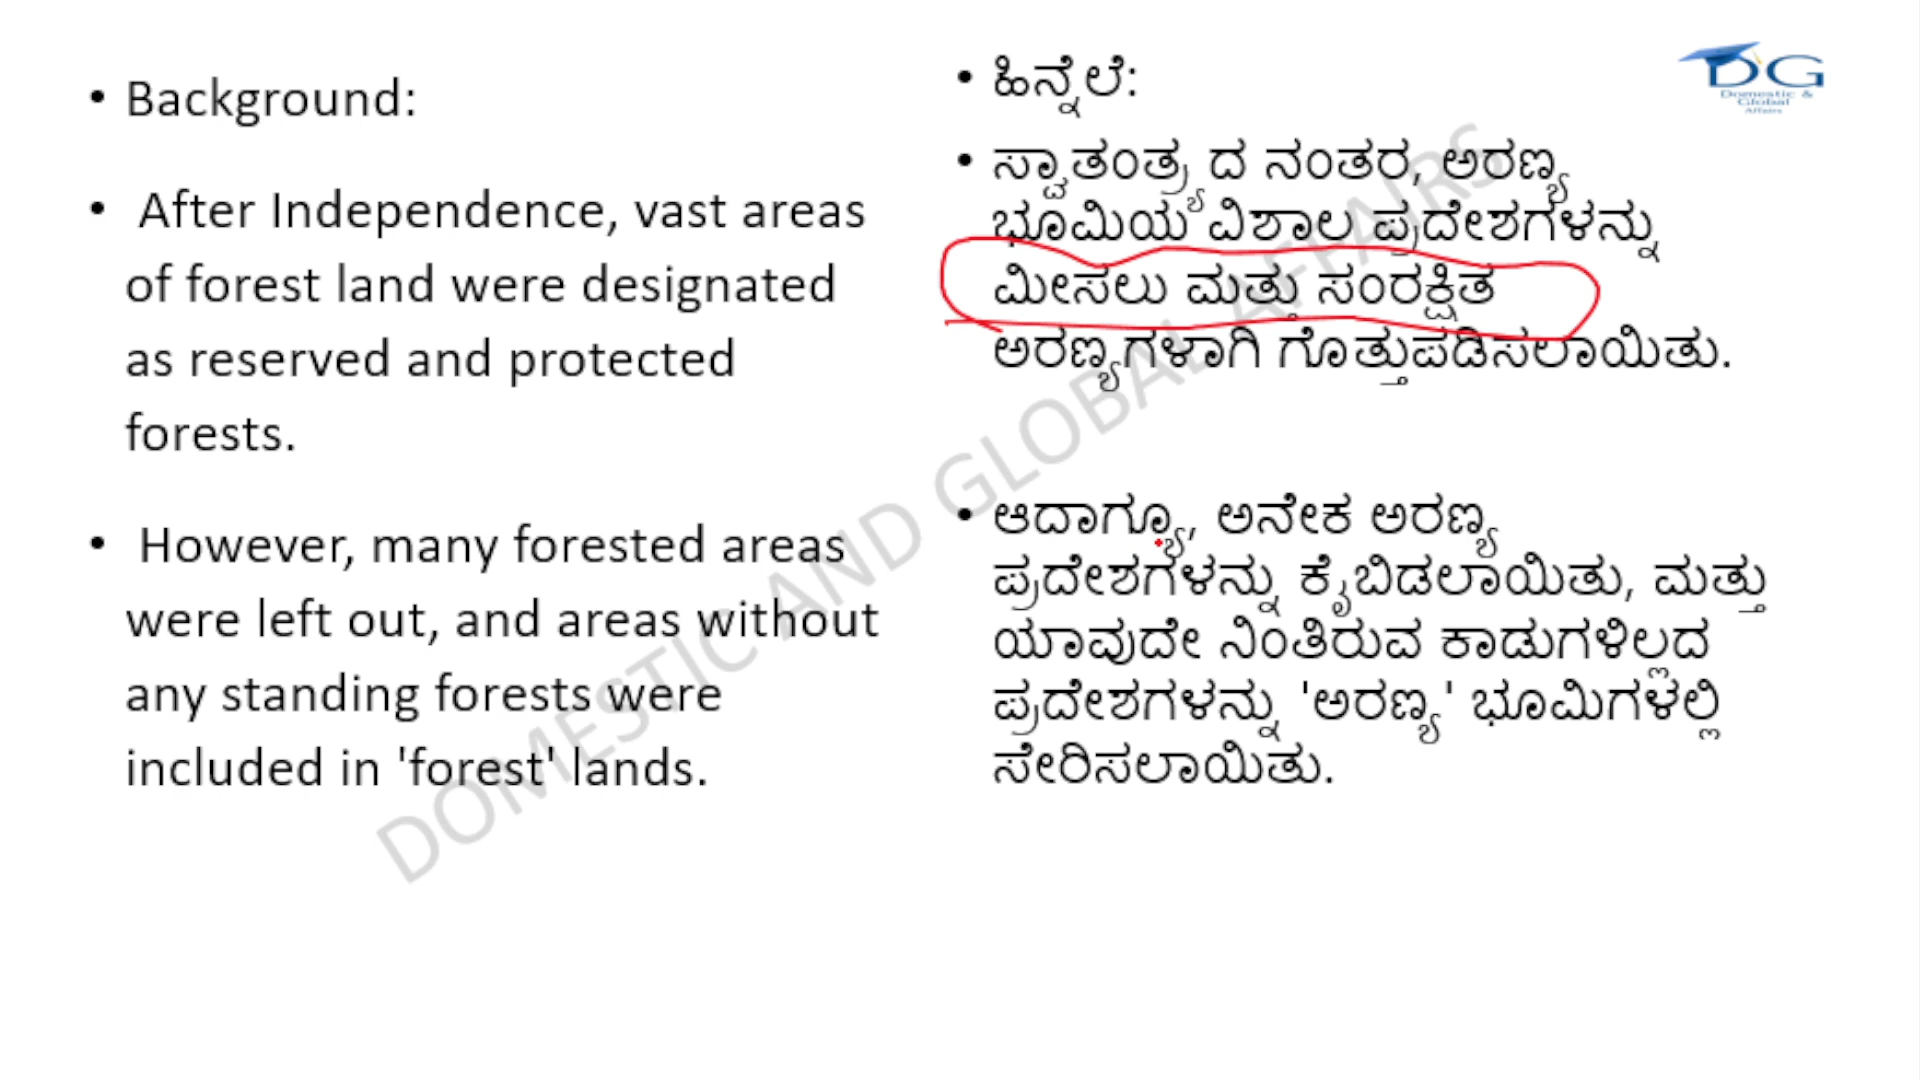 • Background:
• After Independence, vast areas
of forest land were designated
as reserved and protected
forests.
• However, many forested areas
were left out, and areas without
any standing forests were
included in 'forest' lands.
• ಹಿನ್ನೆಲೆ:
• ಸ್ವಾತಂತ್ರ್ಯ ದ ನಂತರ, ಅರಣ್ಯ
ಭೂಮಿಯ ವಿಶಾಲ ಪ್ರದೇಶಗಳನ್ನು
ಮೀಸಲು ಮತ್ತು ಸಂರಕ್ಷಿತ
ಅರಣ್ಯಗಳಾಗಿ ಗೊತ್ತುಪಡಿಸಲಾಯಿತು.
• ಆದಾಗ್ಯೂ, ಅನೇಕ ಅರಣ್ಯ
ಪ್ರದೇಶಗಳನ್ನು ಕೈಬಿಡಲಾಯಿತು, ಮತ್ತು
ಯಾವುದೇ ನಿಂತಿರುವ ಕಾಡುಗಳಿಲ್ಲದ
ಪ್ರದೇಶಗಳನ್ನು 'ಅರಣ್ಯ' ಭೂಮಿಗಳಲ್ಲಿ
ಸೇರಿಸಲಾಯಿತು.
DG
Domestic &
Global
Affairs
DOMESTIC AND GLOBAL AFFAIRS